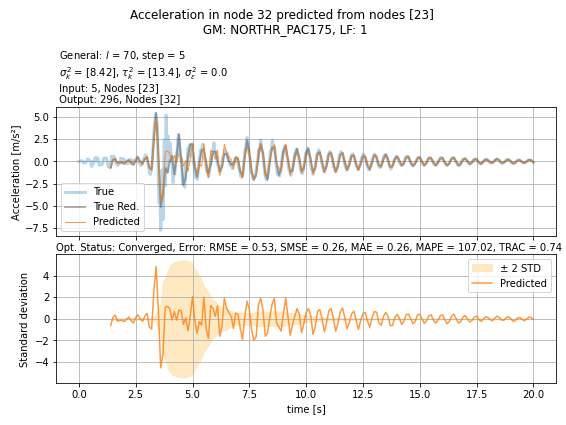 Acceleration in node 32 predicted from nodes [23]
GM: NORTHR_PAC175, LF: 1
General: l = 70, step = 5
σ_k^2 = [8.42], τ_k^2 = [13.4], σ_ε^2 = 0.0
Input: 5, Nodes [23]
Output: 296, Nodes [32]
Acceleration [m/s²]
5.0
2.5
0.0
−2.5
−5.0
−7.5
True
True Red.
Predicted
Opt. Status: Converged, Error: RMSE = 0.53, SMSE = 0.26, MAE = 0.26, MAPE = 107.02, TRAC = 0.74
Standard deviation
4
2
0
−2
−4
± 2 STD
Predicted
0.0 2.5 5.0 7.5 10.0 12.5 15.0 17.5 20.0
time [s]